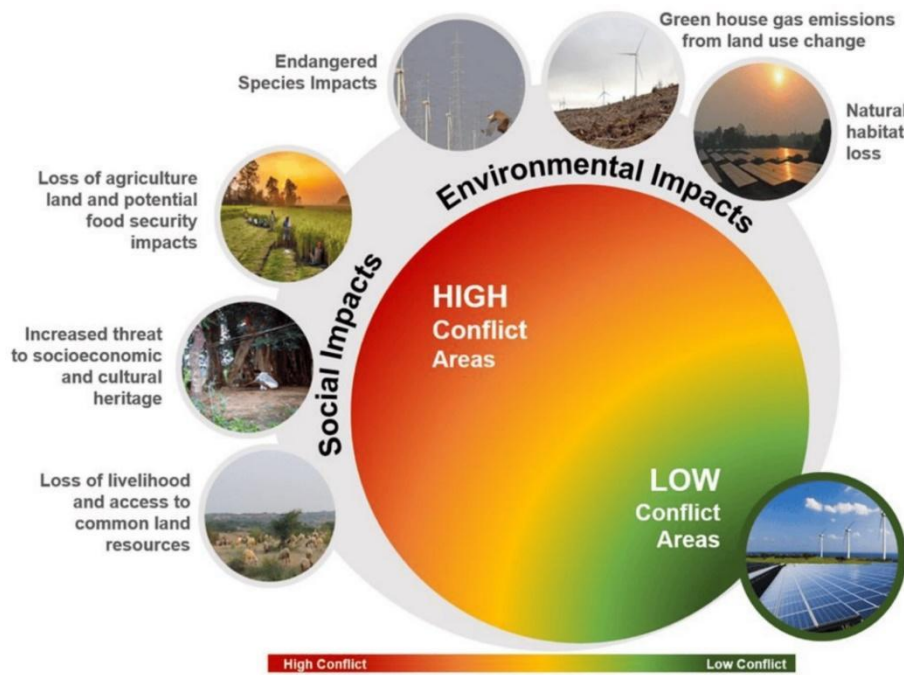 Green house gas emissions
from land use change
Endangered
Species Impacts
Natural
habitat
loss
Environmental Impacts
Loss of agriculture
land and potential
food security
impacts
Social Impacts
HIGH
Conflict
Areas
Increased threat
to socioeconomic
and cultural
heritage
Loss of livelihood
and access to
common land
resources
LOW
Conflict
Areas
High Conflict
Low Conflict